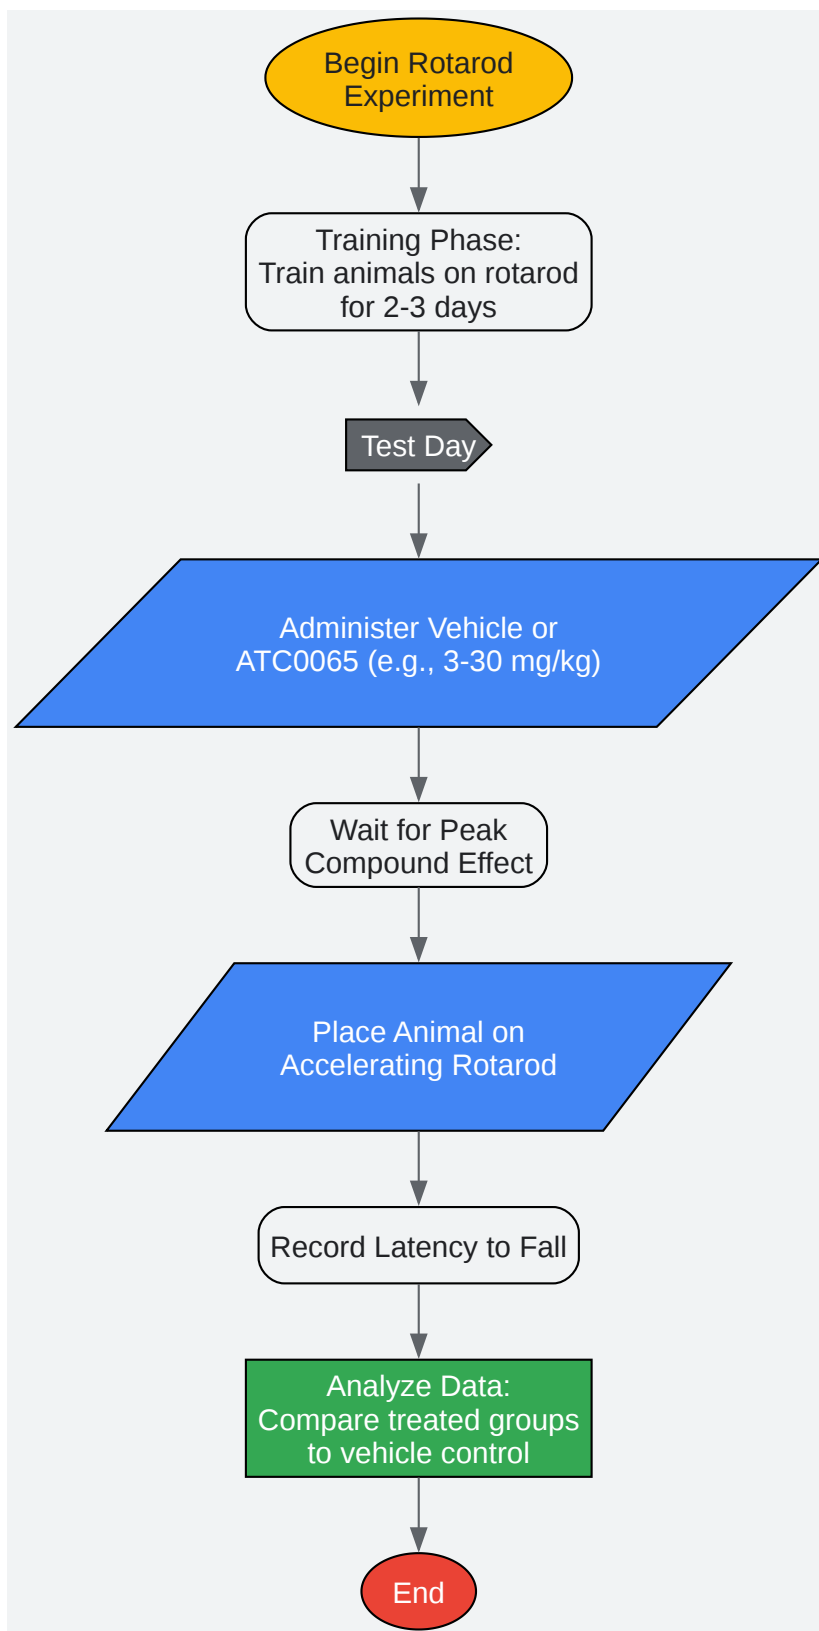 Begin Rotarod
Experiment
Training Phase:
Train animals on rotarod
for 2-3 days
Test Day
Administer Vehicle or
ATC0065 (e.g., 3-30 mg/kg)
Wait for Peak
Compound Effect
Place Animal on
Accelerating Rotarod
Record Latency to Fall
Analyze Data:
Compare treated groups
to vehicle control
End